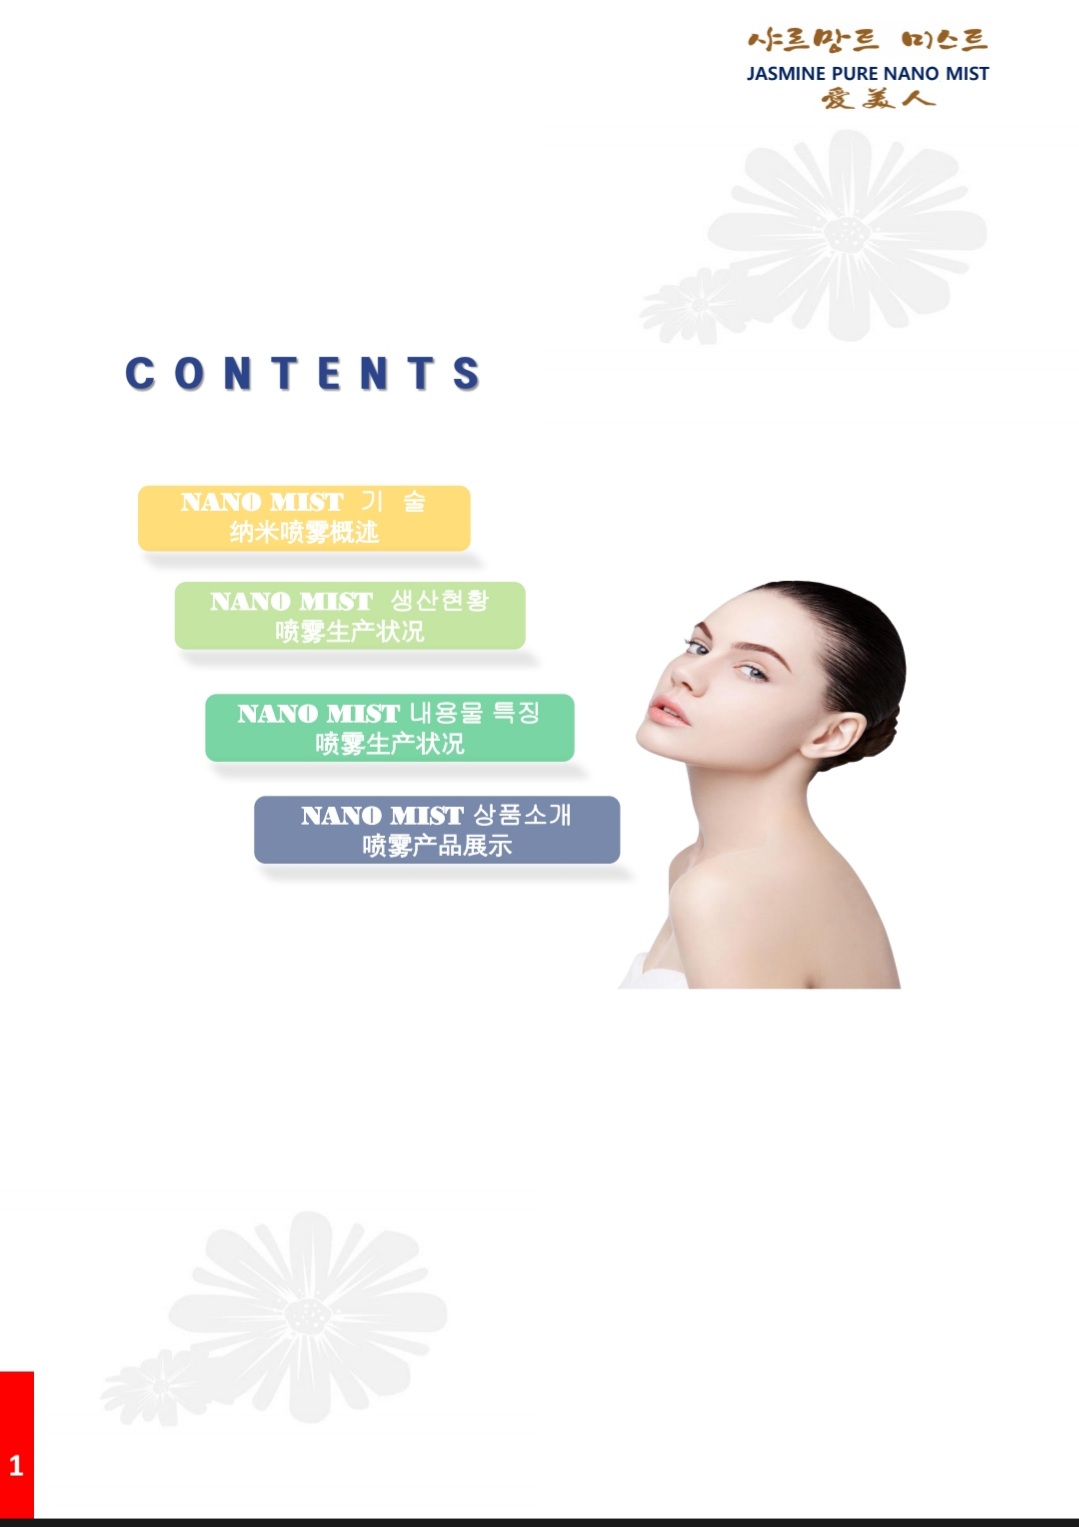 샤르망트 미스트
JASMINE PURE NANO MIST
愛美人
CONTENTS
NANO MIST 기 술
纳米喷雾概述
NANO MIST 생산현황
喷雾生产状况
NANO MIST 내용물 특징
喷雾生产状况
NANO MIST 상품소개
喷雾产品展示
1